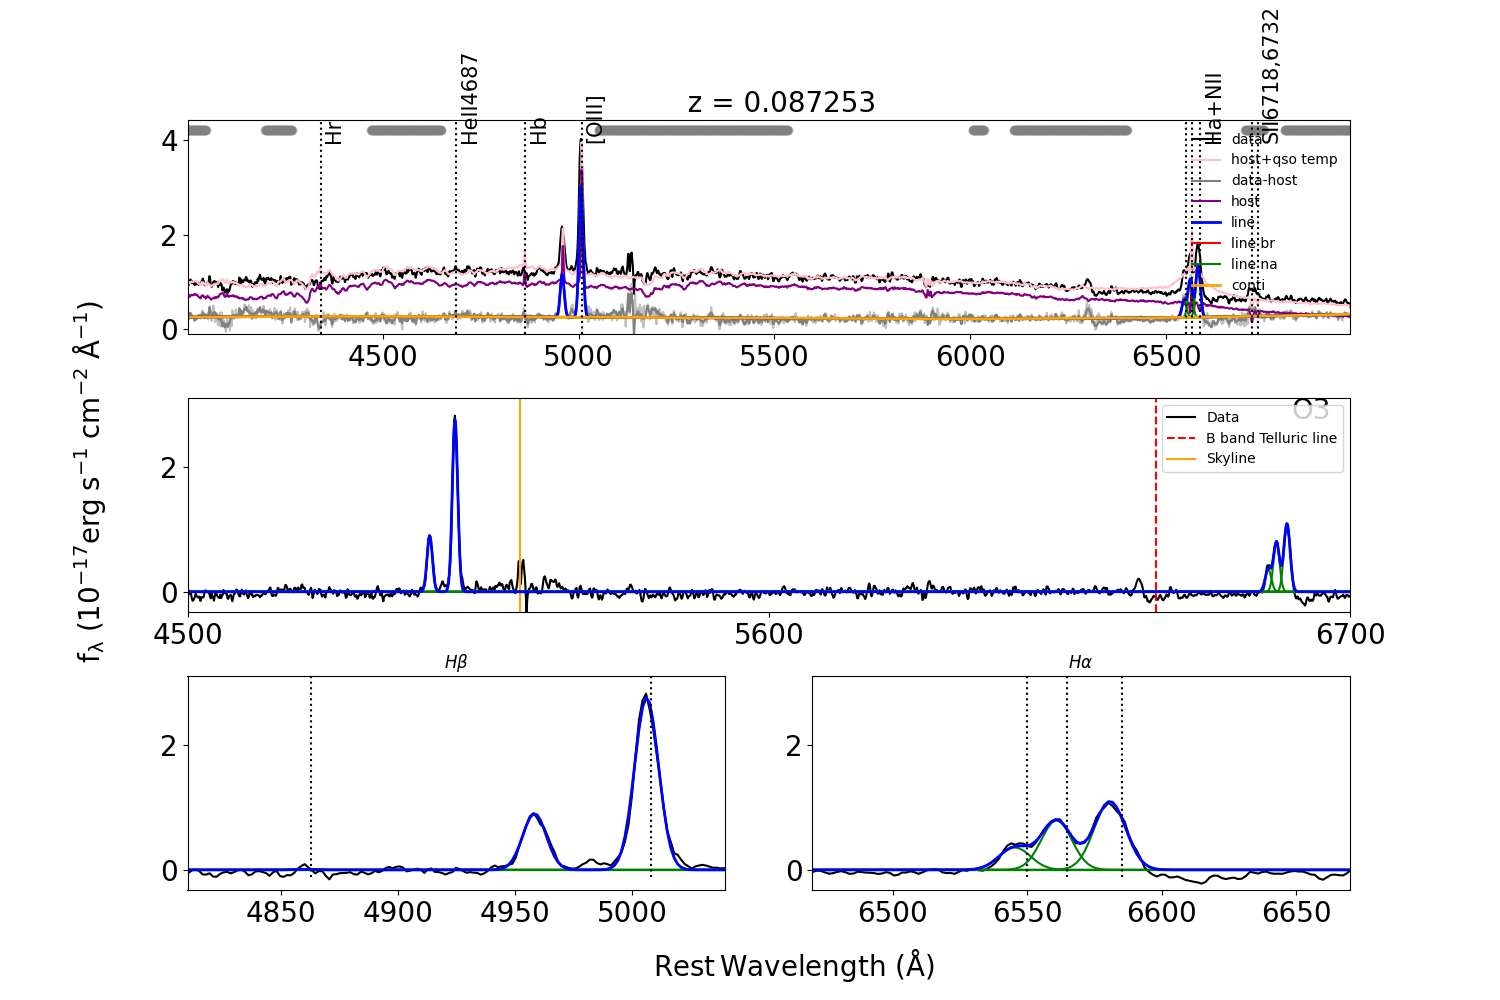 z = 0.087253
Hr
HeII4687
Hb
[OIII]
Ha+NII
SII6718,6732
data
host+qso temp
data-host
host
line
line br
line na
conti
4
2
0
4500
5000
5500
6000
6500
fλ (10⁻¹⁷erg s⁻¹ cm⁻² Å⁻¹)
O3
Data
B band Telluric line
Skyline
2
0
4500
5600
6700
Hβ
2
0
4850
4900
4950
5000
Hα
2
0
6500
6550
6600
6650
Rest Wavelength (Å)